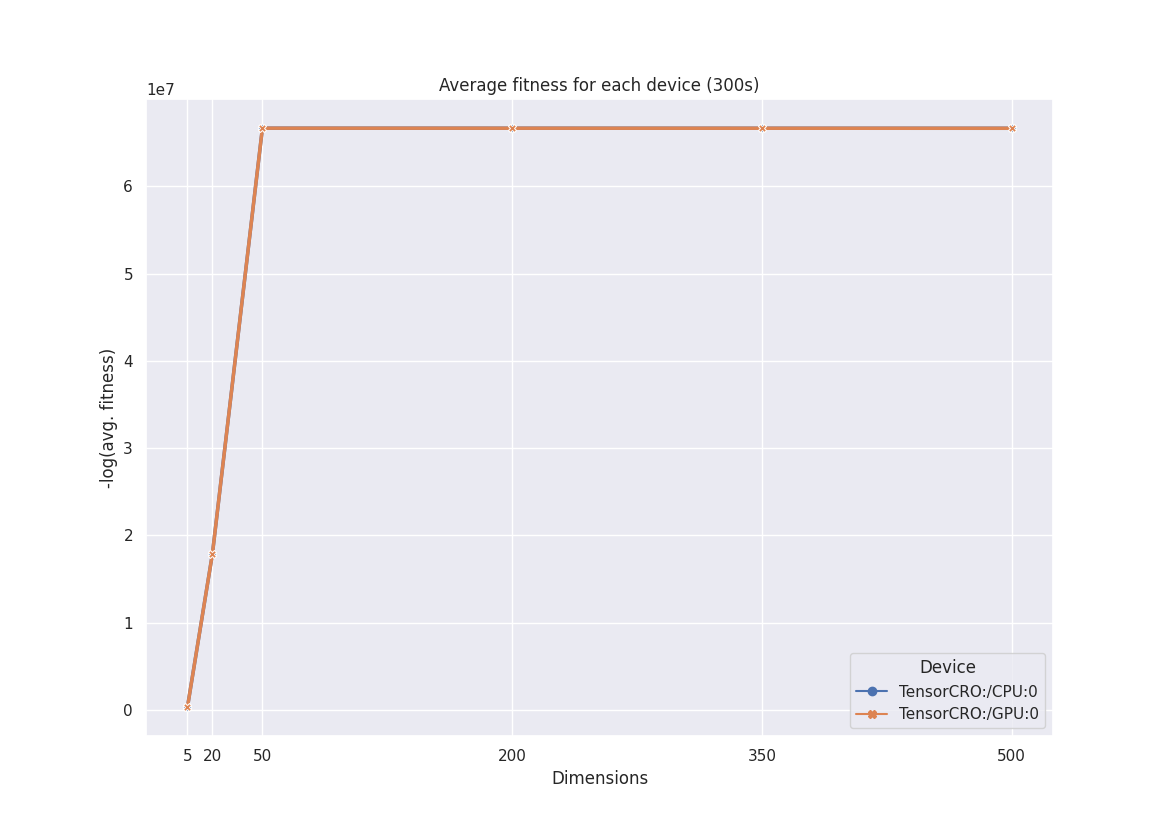 Average fitness for each device (300s)
1e7
6
5
4
3
2
1
0
-log(avg. fitness)
5 20 50 200 350 500
Dimensions
Device
TensorCRO:/CPU:0
TensorCRO:/GPU:0